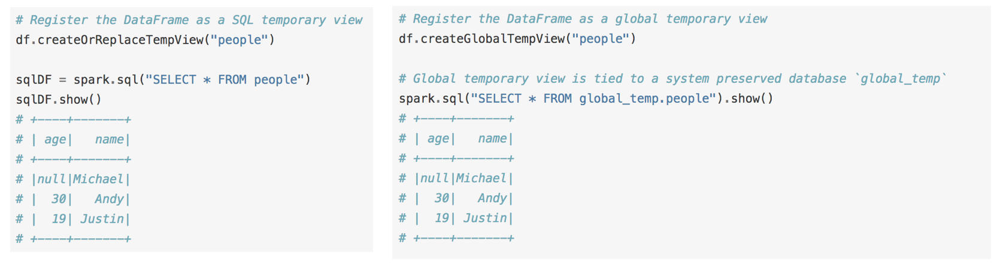 # Register the DataFrame as a SQL temporary view
df.createOrReplaceTempView("people")
sqlDF = spark.sql("SELECT * FROM people")
sqlDF.show()
# +----+-------+
# | age|   name|
# +----+-------+
# |null|Michael|
# |  30|   Andy|
# |  19| Justin|
# +----+-------+
# Register the DataFrame as a global temporary view
df.createGlobalTempView("people")
# Global temporary view is tied to a system preserved database `global_temp`
spark.sql("SELECT * FROM global_temp.people").show()
# +----+-------+
# | age|   name|
# +----+-------+
# |null|Michael|
# |  30|   Andy|
# |  19| Justin|
# +----+-------+